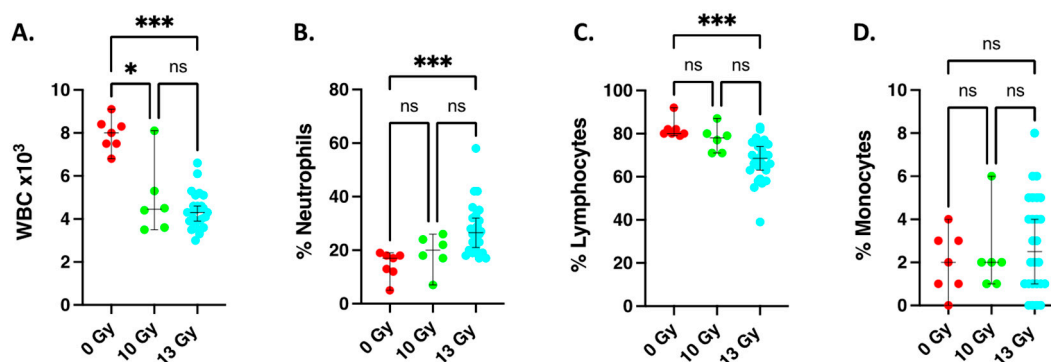 A.
***
*
ns
WBC x10³
10
8
6
4
2
0
0 Gy
10 Gy
13 Gy
B.
***
ns
ns
% Neutrophils
80
60
40
20
0
0 Gy
10 Gy
13 Gy
C.
***
ns
ns
% Lymphocytes
100
80
60
40
20
0
0 Gy
10 Gy
13 Gy
D.
ns
ns
ns
% Monocytes
10
8
6
4
2
0
0 Gy
10 Gy
13 Gy